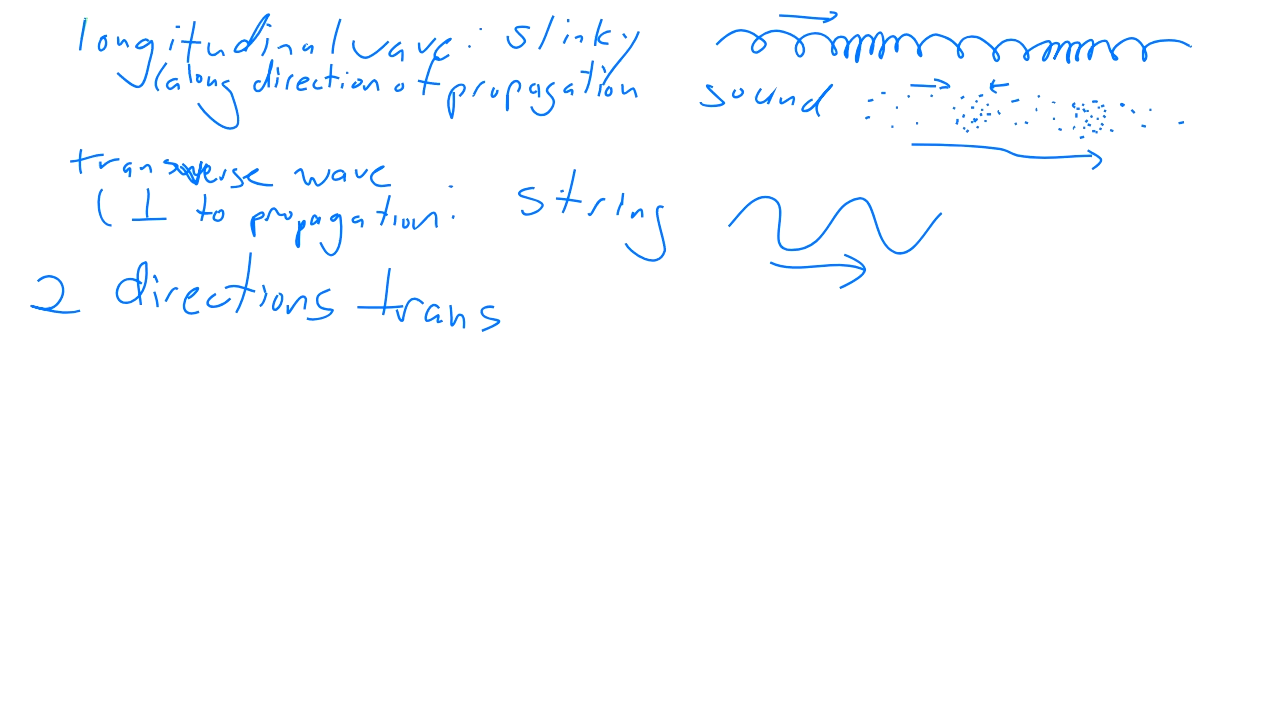 longitudinal wave: slinky
(along direction of propagation
sound
transverse wave
(⊥ to propagation: string
2 directions trans